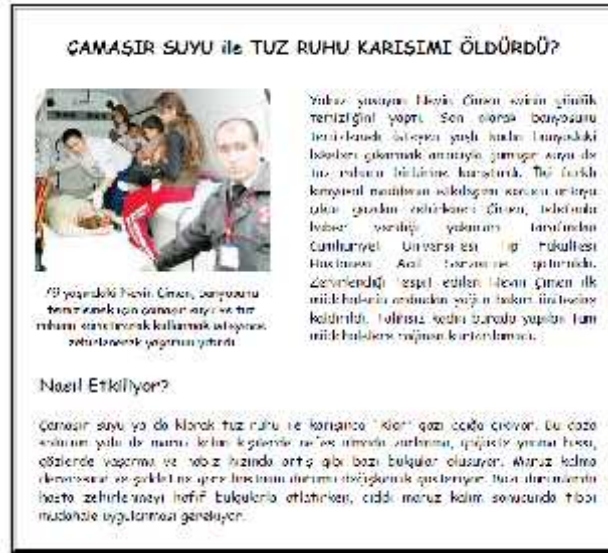 ÇAMAŞIR SUYU ile TUZ RUHU KARIŞIMI ÖLDÜRDÜ?
Yalnız yaşayan Nevin Çimen evinin günlük
temizliğini yaptı. Son olarak banyosunu
temizlemek isteyen yaşlı kadın banyodaki
lekeleri çıkarmak amacıyla çamaşır suyu ile
tuz ruhunu birbirine karıştırdı. İki farklı
kimyasal maddenin etkileşimi sonucu ortaya
çıkan gazdan zehirlenen Çimen, telefonla
haber verdiği yakınları tarafından
Cumhuriyet Üniversitesi Tıp Fakültesi
Hastanesi Acil Servisine götürüldü.
Zehirlendiği tespit edilen Nevin Çimen ilk
müdahalenin ardından yoğun bakım ünitesine
kaldırıldı. Talihsiz kadın burada yapılan tüm
müdahalelere rağmen kurtarılamadı.
79 yaşındaki Nevin Çimen, banyosunu
temizlemek için çamaşır suyu ve tuz
ruhunu karıştırarak kullanmak isteyince
zehirlenerek yaşamını yitirdi.
Nasıl Etkiliyor?
Çamaşır suyu ya da klorak tuz ruhu ile karışınca "klor" gazı açığa çıkıyor. Bu gaza
solunum yolu ile maruz kalan kişilerde nefes almada zorlanma, göğüste yanma hissi,
gözlerde yaşarma ve nabız hızında artış gibi bazı bulgular oluşuyor. Maruz kalma
derecesine ve şiddetine göre hastanın durumu değişkenlik gösteriyor. Bazı durumlarda
hasta zehirlenmeyi hafif bulgularla atlatırken, ciddi maruz kalım sonucunda tıbbi
müdahale uygulanması gerekiyor.